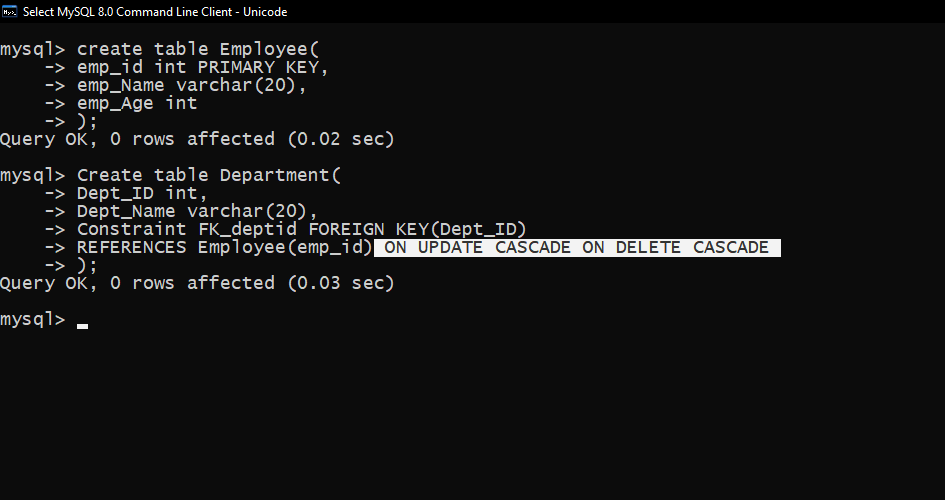 Select MySQL 8.0 Command Line Client - Unicode
mysql> create table Employee(
    -> emp_id int PRIMARY KEY,
    -> emp_Name varchar(20),
    -> emp_Age int
    -> );
Query OK, 0 rows affected (0.02 sec)

mysql> Create table Department(
    -> Dept_ID int,
    -> Dept_Name varchar(20),
    -> Constraint FK_deptid FOREIGN KEY(Dept_ID)
    -> REFERENCES Employee(emp_id) ON UPDATE CASCADE ON DELETE CASCADE
    -> );
Query OK, 0 rows affected (0.03 sec)

mysql>